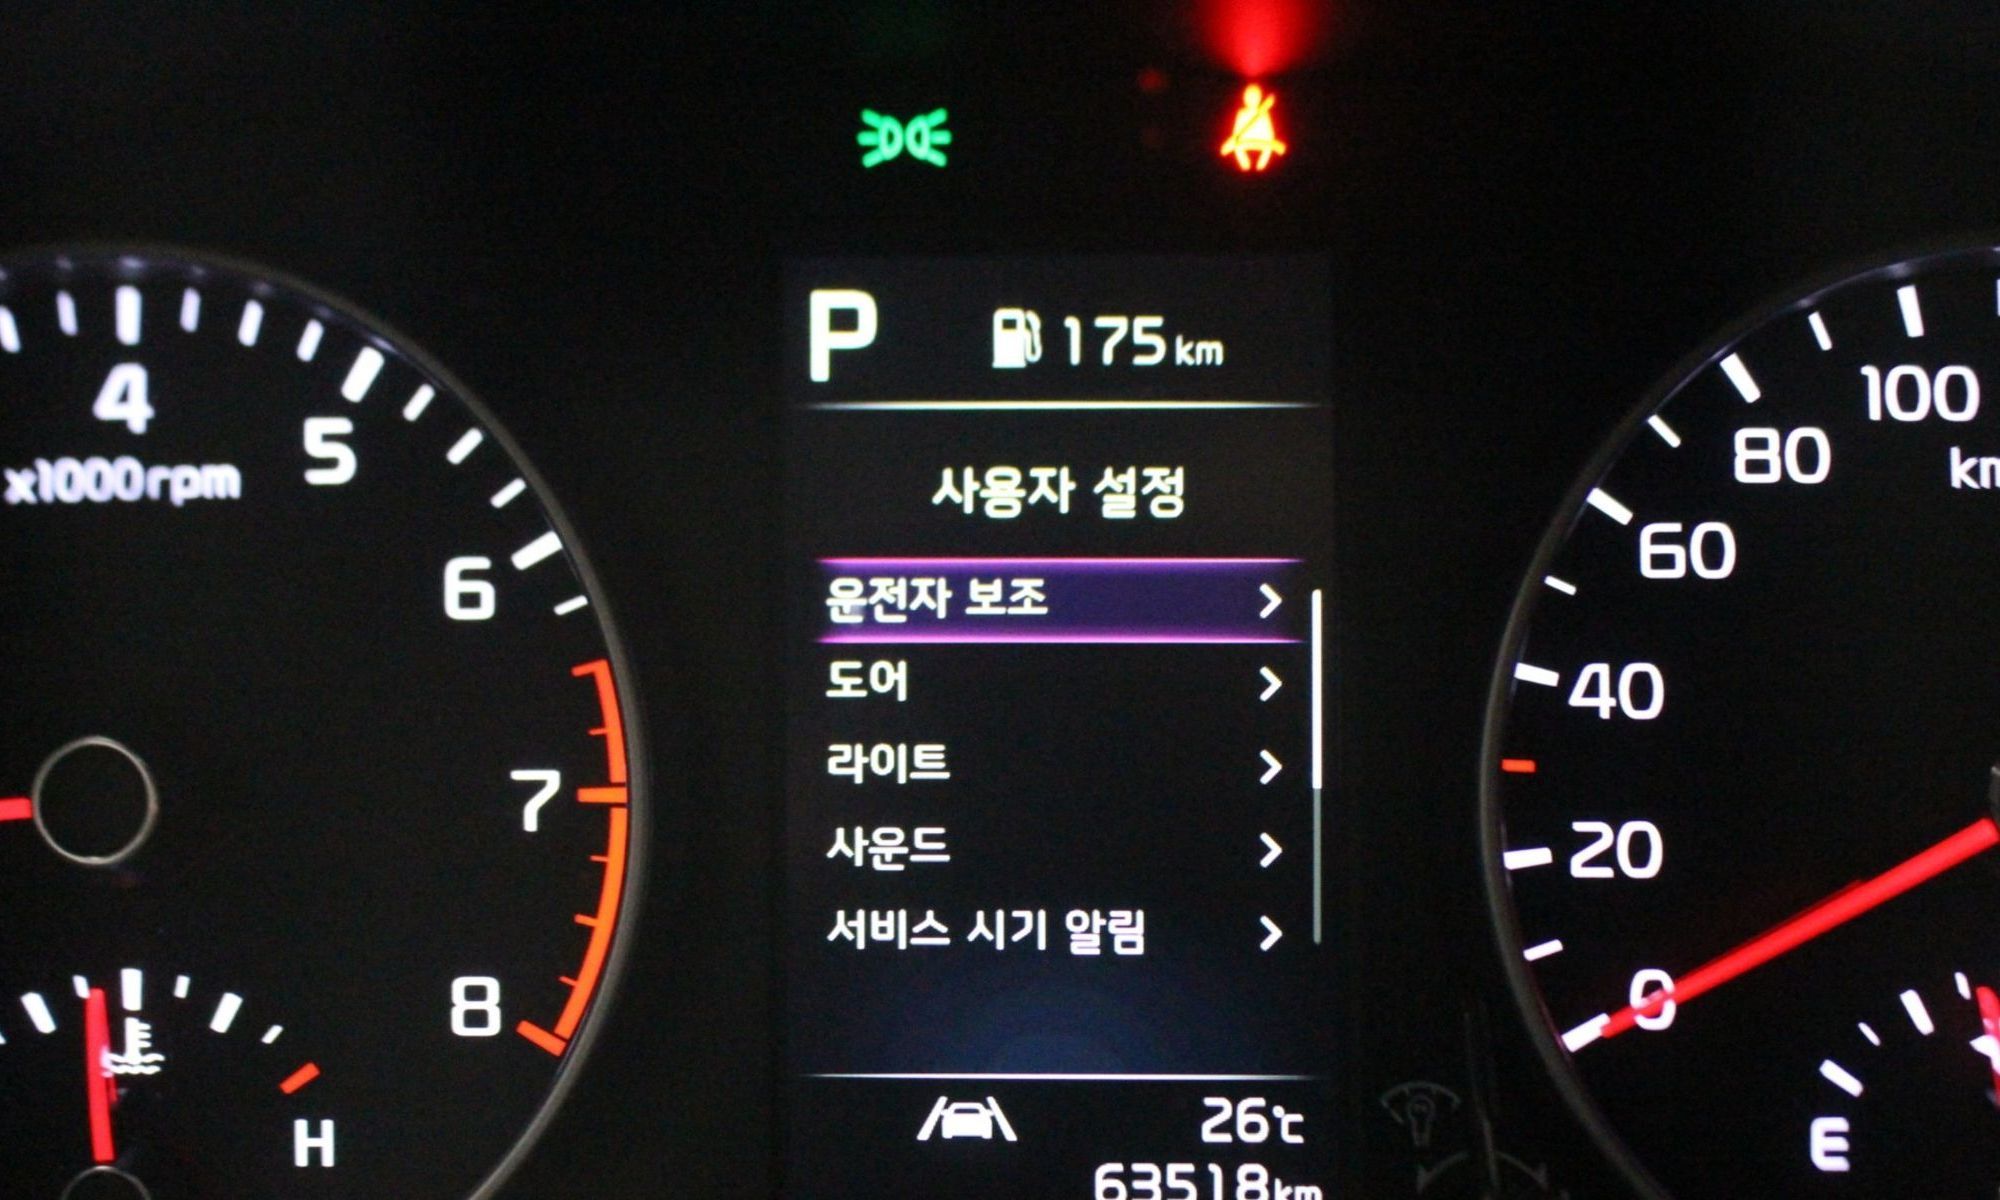 P 175km
사용자 설정
운전자 보조
도어
라이트
사운드
서비스 시기 알림
26℃
63518km
4
5
x1000rpm
6
7
8
H
100
80
km
60
40
20
0
E